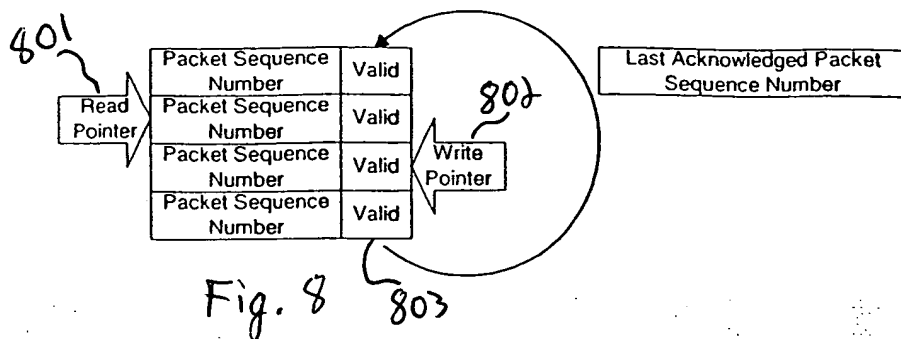 801
Packet Sequence
Number
Valid
Last Acknowledged Packet
Sequence Number
Read
Pointer
Packet Sequence
Number
Valid
802
Packet Sequence
Number
Valid
Write
Pointer
Packet Sequence
Number
Valid
Fig. 8
803